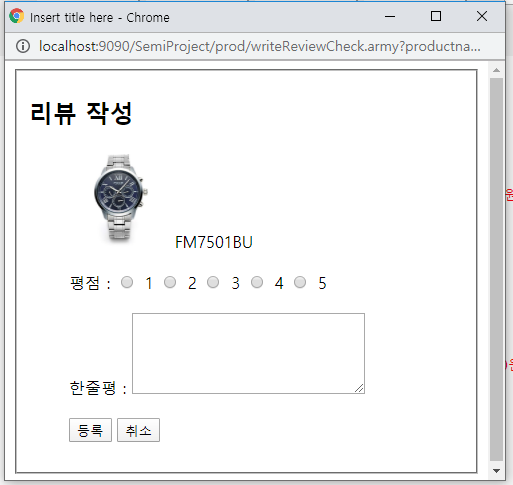 Insert title here - Chrome
localhost:9090/SemiProject/prod/writeReviewCheck.army?productna...
리뷰 작성
FM7501BU
평점 : 1 2 3 4 5
한줄평 :
등록 취소
원